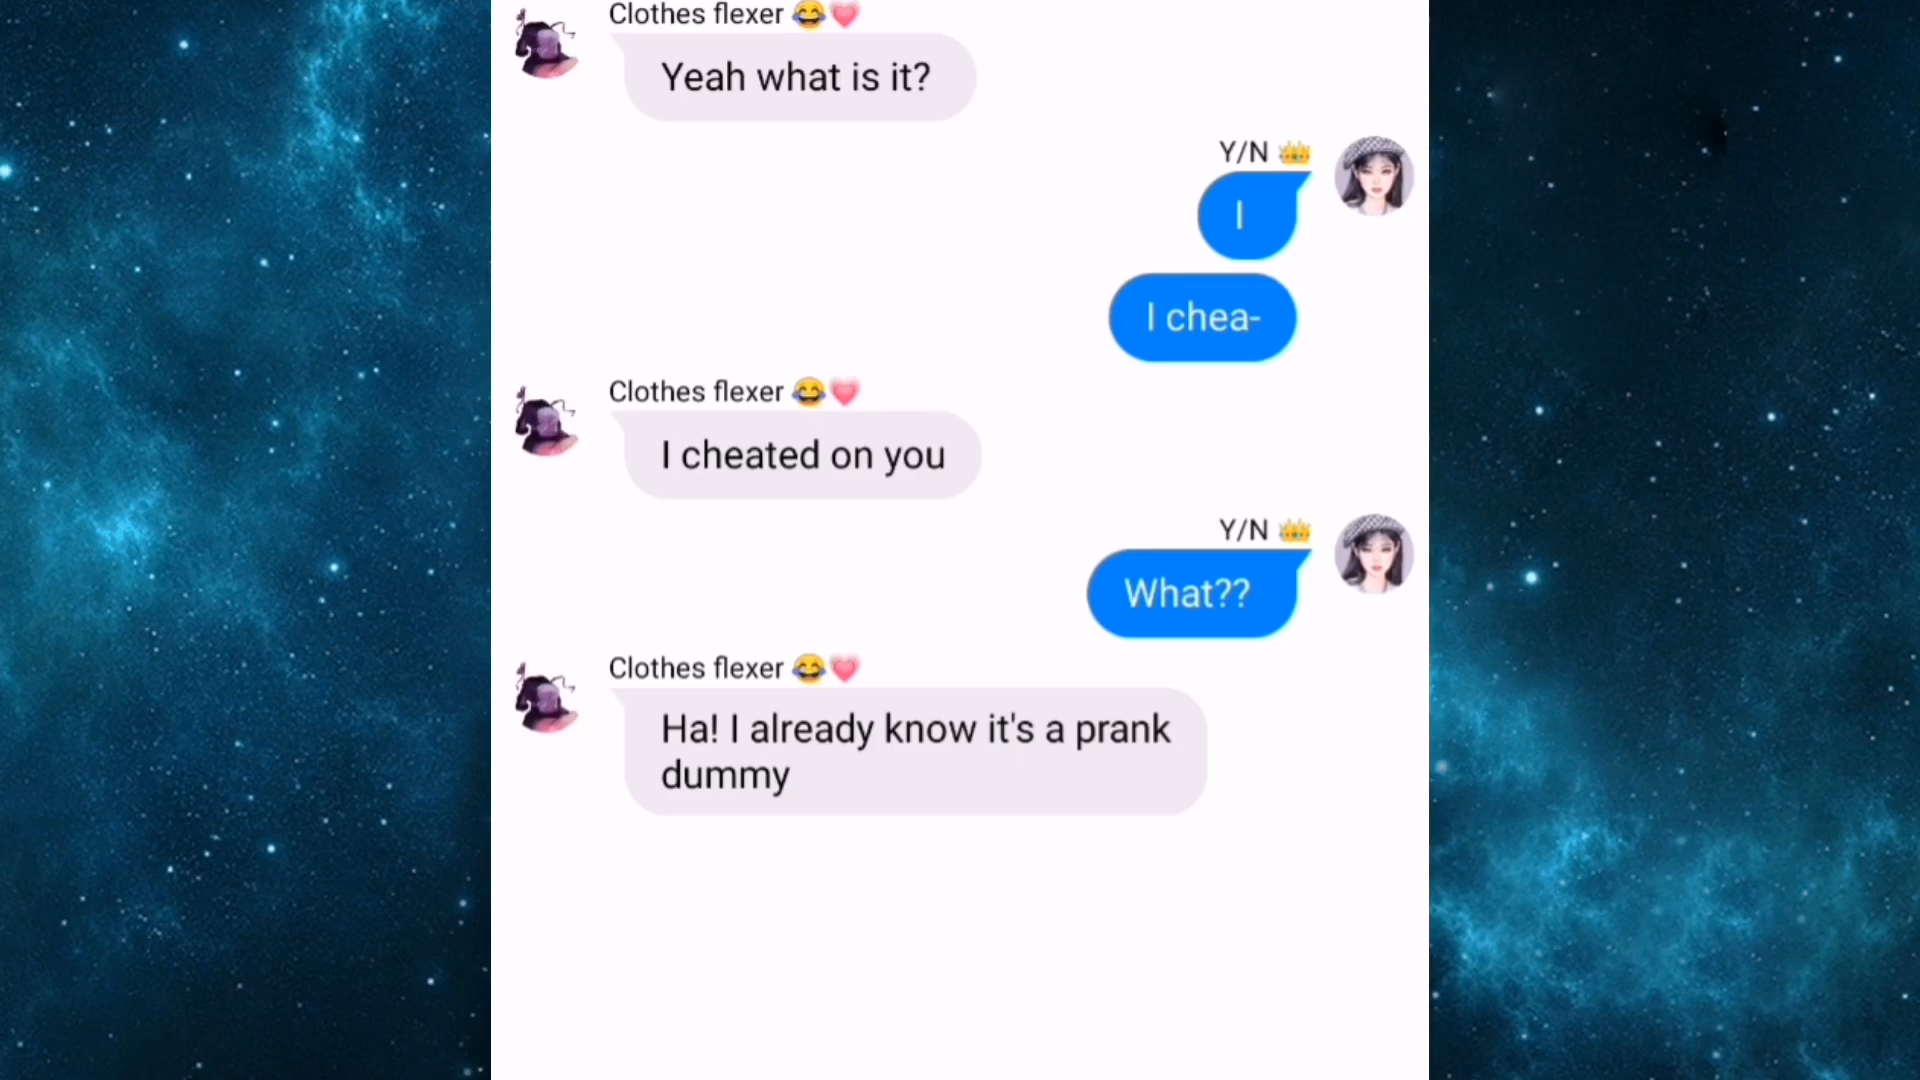 Clothes flexer 😂💗
Yeah what is it?
Y/N 👑
I
I chea-
Clothes flexer 😂💗
I cheated on you
Y/N 👑
What??
Clothes flexer 😂💗
Ha! I already know it's a prank
dummy